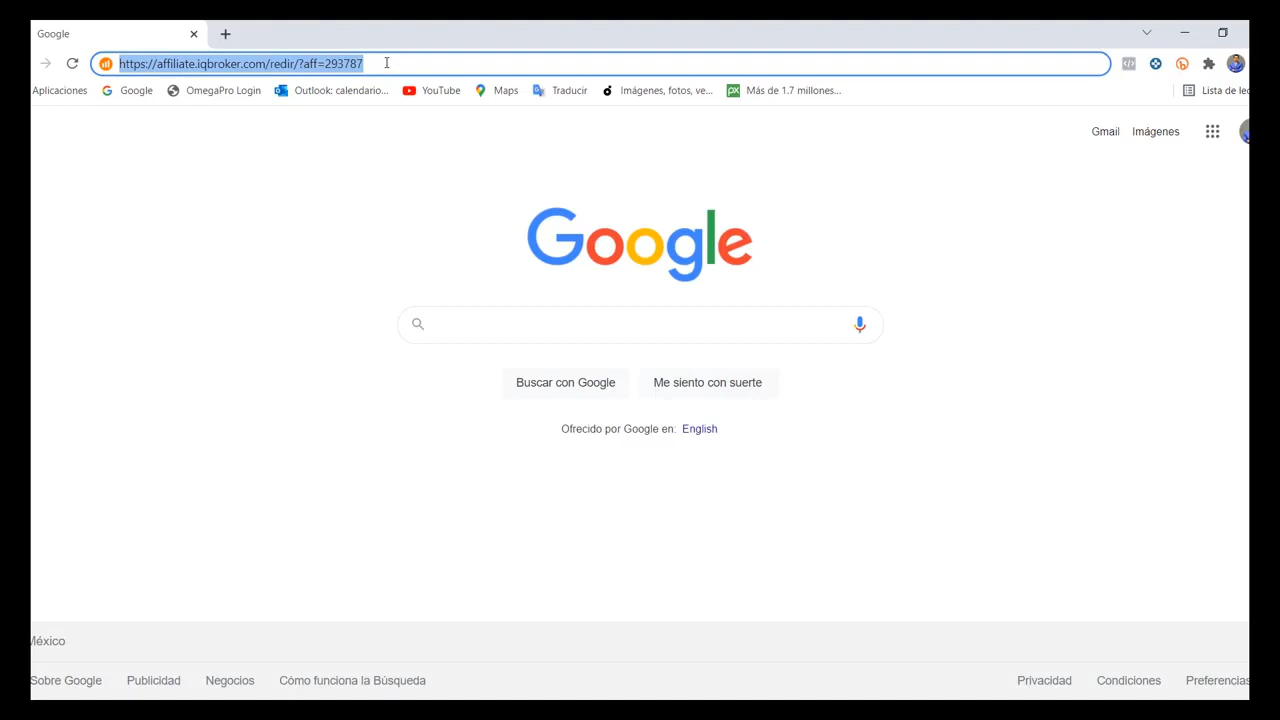 Google
https://affiliate.iqbroker.com/redir/?aff=293787
Aplicaciones Google OmegaPro Login Outlook: calendario... YouTube Maps Traducir Imágenes, fotos, ve... Más de 1.7 millones... Lista de lec
Gmail Imágenes
Google
Buscar con Google Me siento con suerte
Ofrecido por Google en: English
México
Sobre Google Publicidad Negocios Cómo funciona la Búsqueda Privacidad Condiciones Preferencias